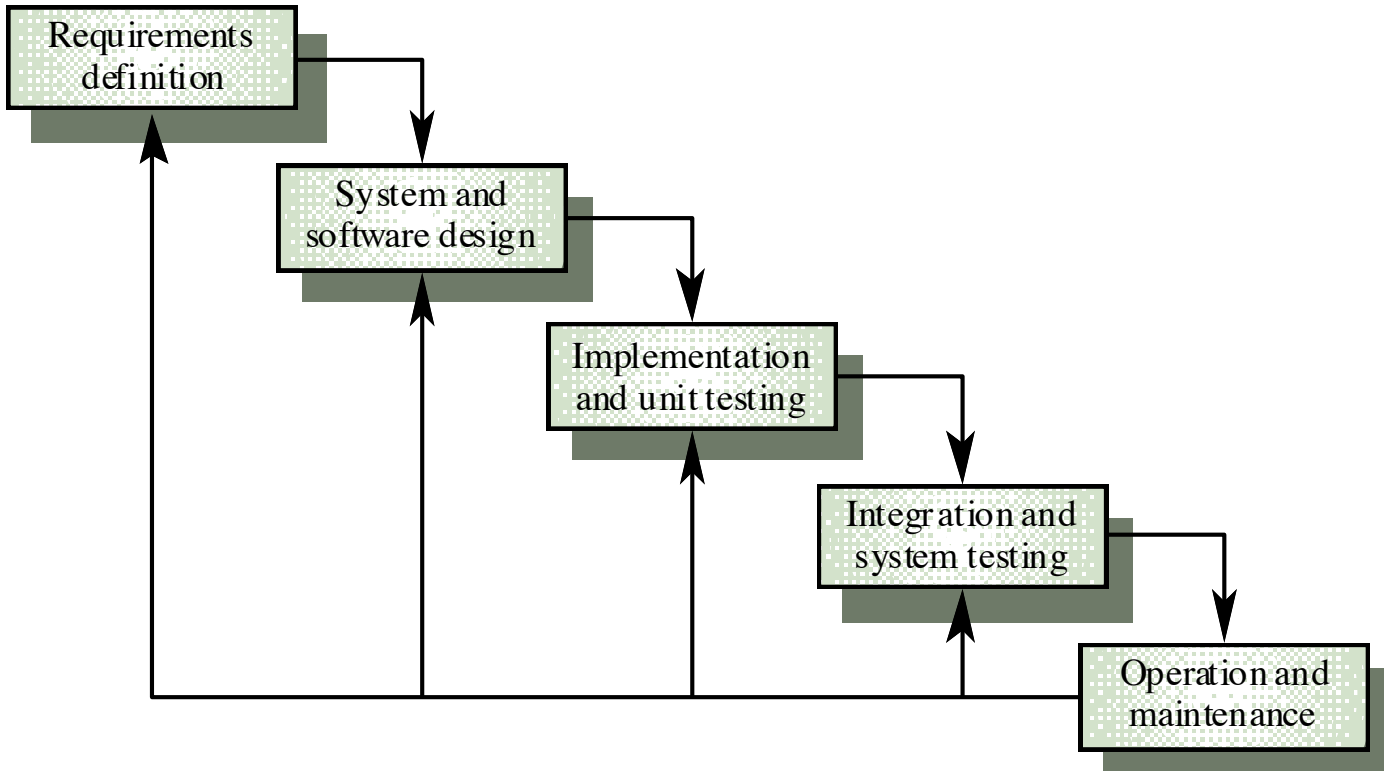 Requirements
definition
System and
software design
Implementation
and unit testing
Integration and
system testing
Operation and
maintenance